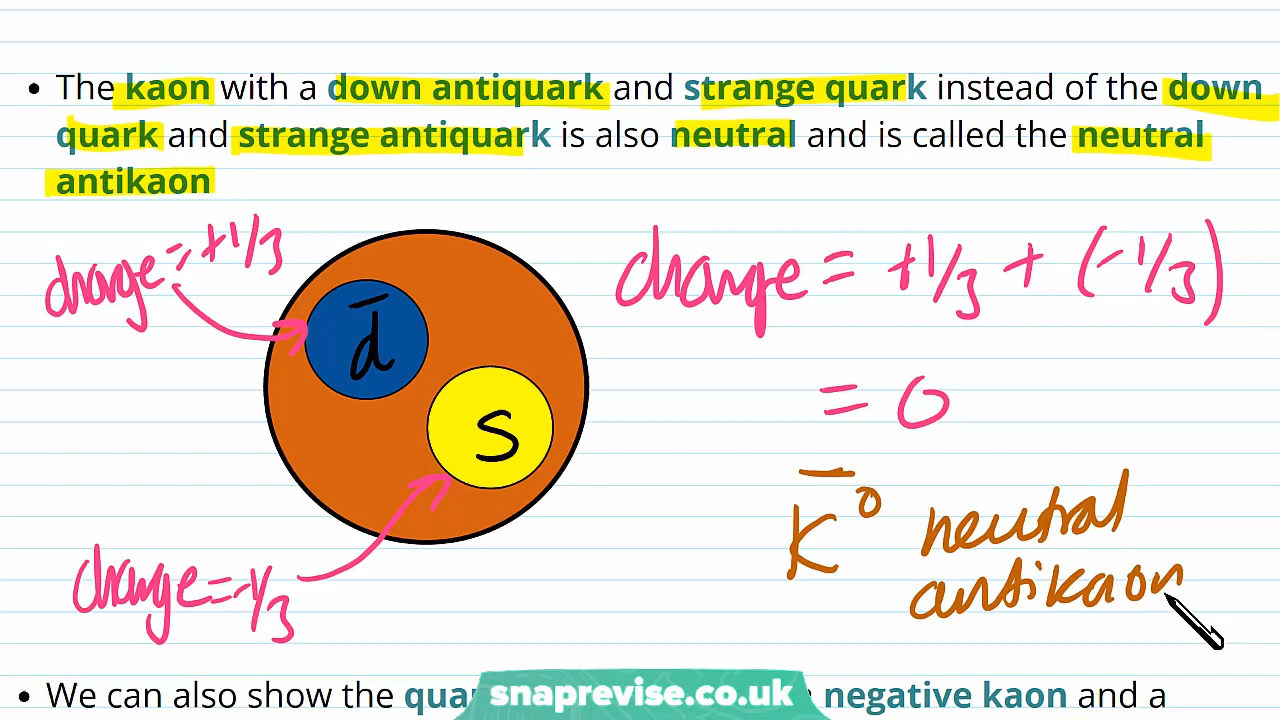 • The kaon with a down antiquark and strange quark instead of the down
quark and strange antiquark is also neutral and is called the neutral
antikaon
charge = +1/3
charge = +1/3 + (-1/3)
d̅
= 0
s
K̅⁰ neutral
antikaon
charge = -1/3
• We can also show the negative kaon and a
snaprevise.co.uk